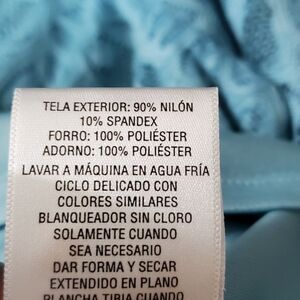 TELA EXTERIOR: 90% NILÓN
10% SPANDEX
FORRO: 100% POLIÉSTER
ADORNO: 100% POLIÉSTER
LAVAR A MÁQUINA EN AGUA FRÍA
CICLO DELICADO CON
COLORES SIMILARES
BLANQUEADOR SIN CLORO
SOLAMENTE CUANDO
SEA NECESARIO
DAR FORMA Y SECAR
EXTENDIDO EN PLANO
PLANCHA TIBIA CUANDO